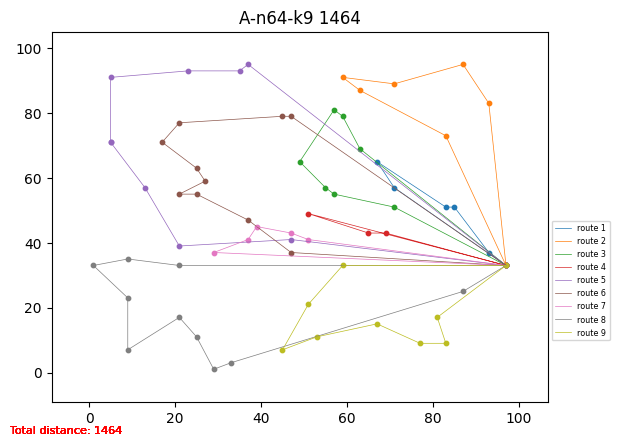 A-n64-k9 1464
100
80
60
40
20
0
0 20 40 60 80 100
route 1
route 2
route 3
route 4
route 5
route 6
route 7
route 8
route 9
Total distance: 1464